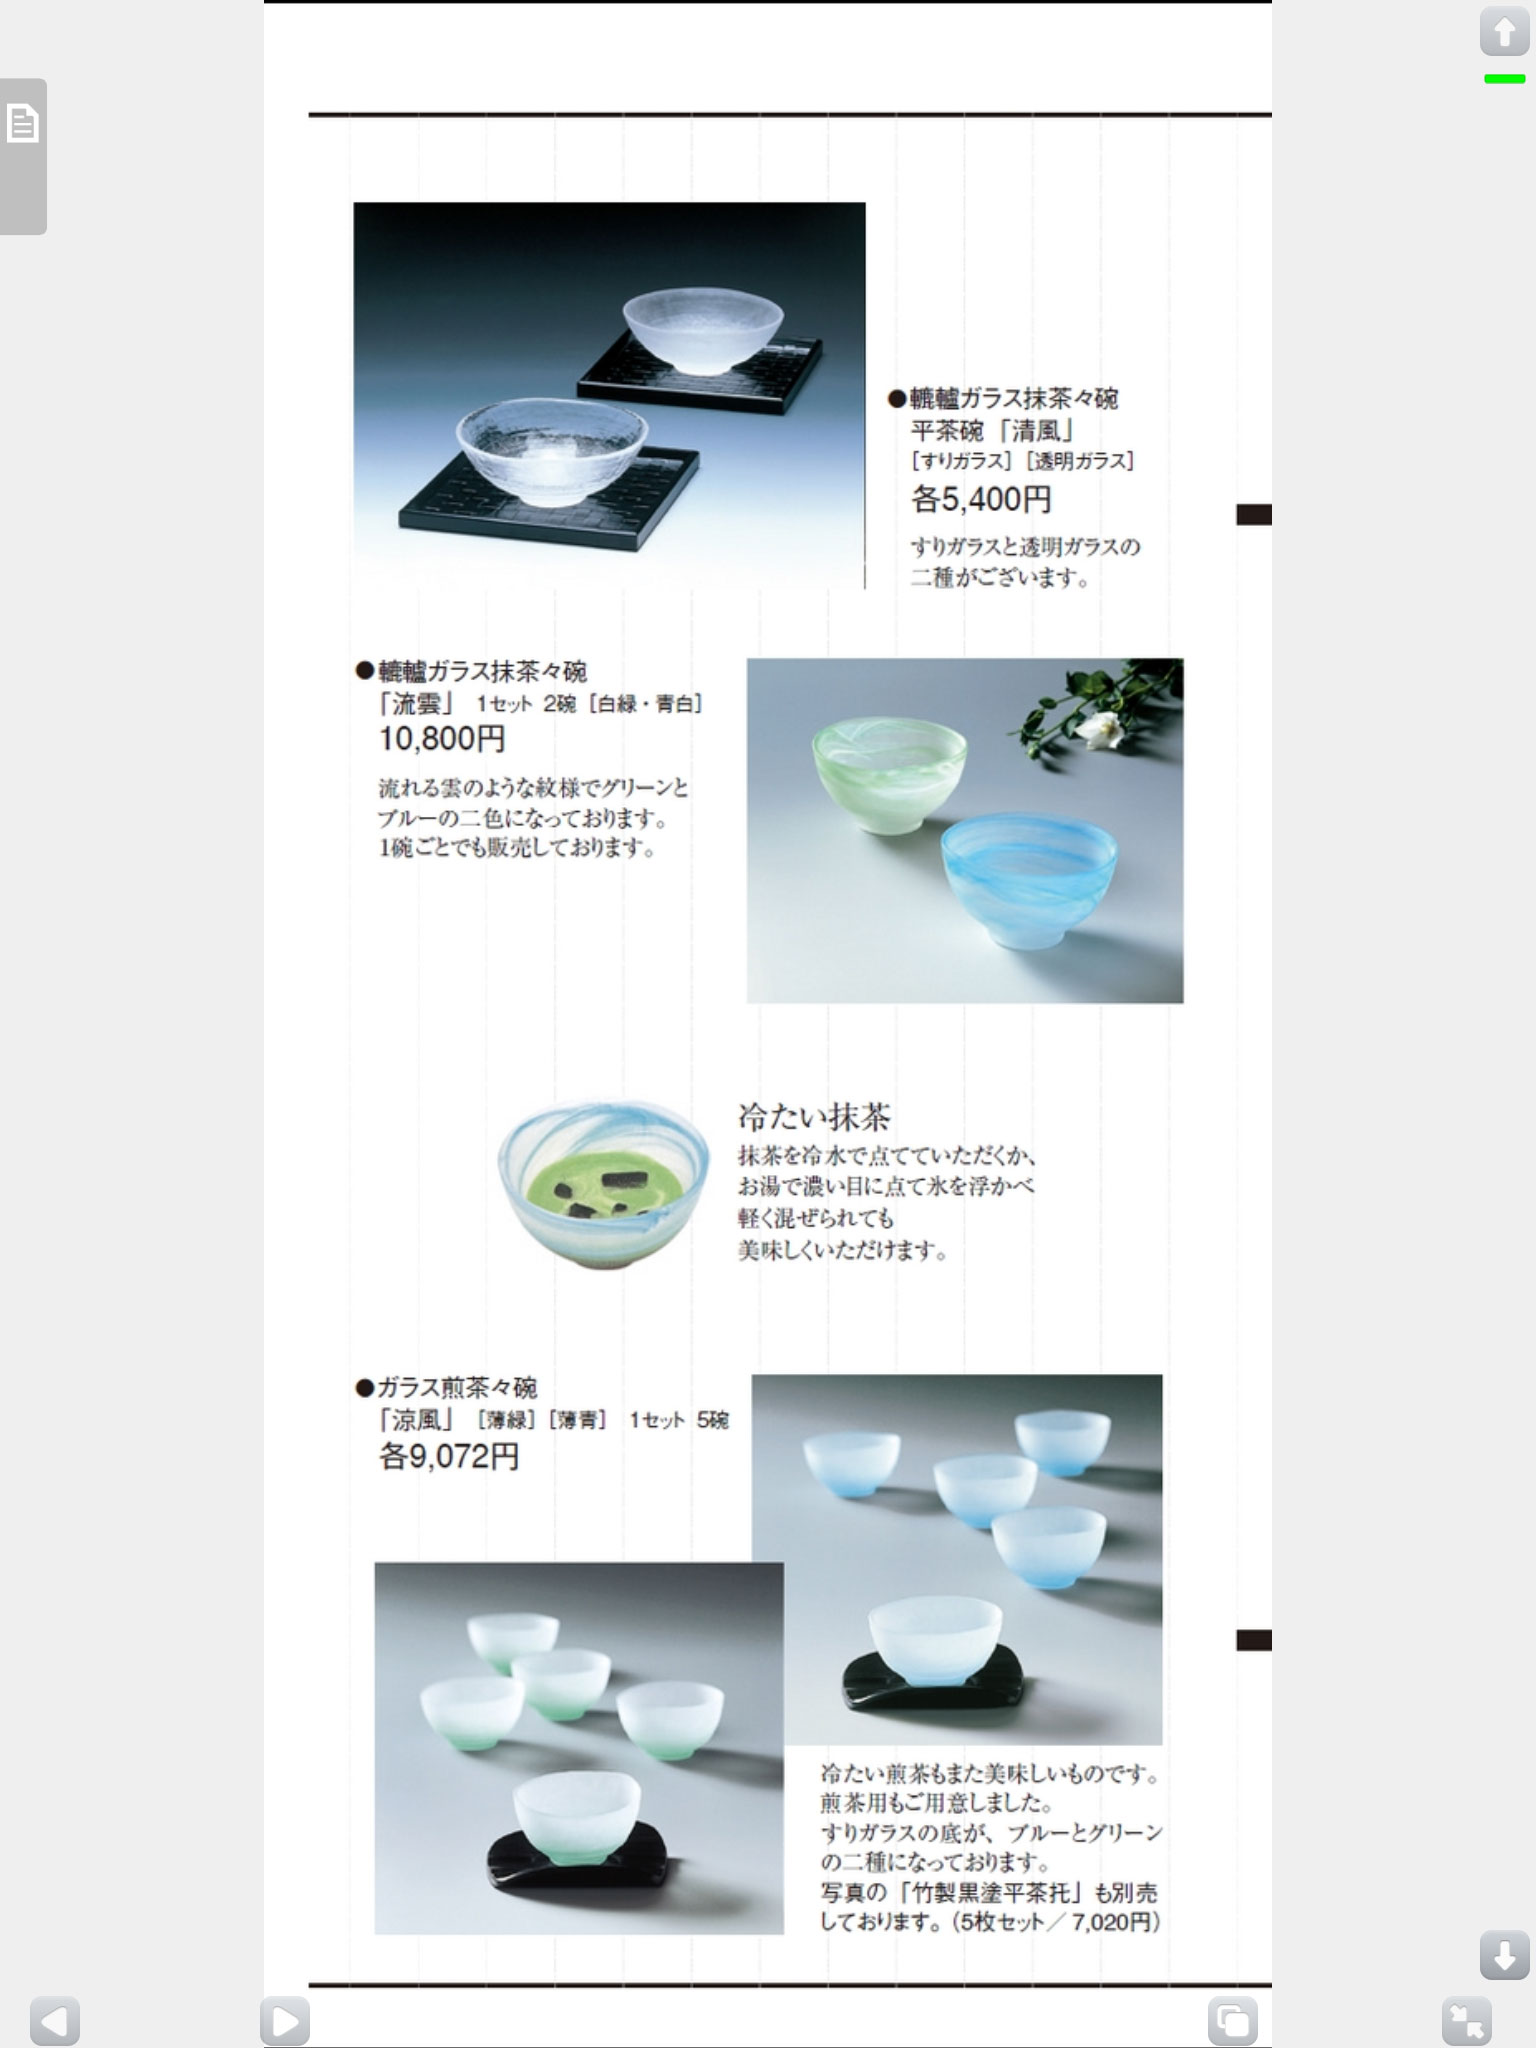 ●轆轤ガラス抹茶々碗
平茶碗「清風」
[すりガラス] [透明ガラス]
各5,400円
すりガラスと透明ガラスの
二種がございます。
●轆轤ガラス抹茶々碗
「流雲」 1セット 2碗 [白緑・青白]
10,800円
流れる雲のような紋様でグリーンと
ブルーの二色になっております。
1碗ごとでも販売しております。
冷たい抹茶
抹茶を冷水で点てていただくか、
お湯で濃い目に点て氷を浮かべ
軽く混ぜられても
美味しくいただけます。
●ガラス煎茶々碗
「涼風」 [薄緑] [薄青] 1セット 5碗
各9,072円
冷たい煎茶もまた美味しいものです。
煎茶用もご用意しました。
すりガラスの底が、ブルーとグリーン
の二種になっております。
写真の「竹製黒塗平茶托」も別売
しております。(5枚セット／7,020円)